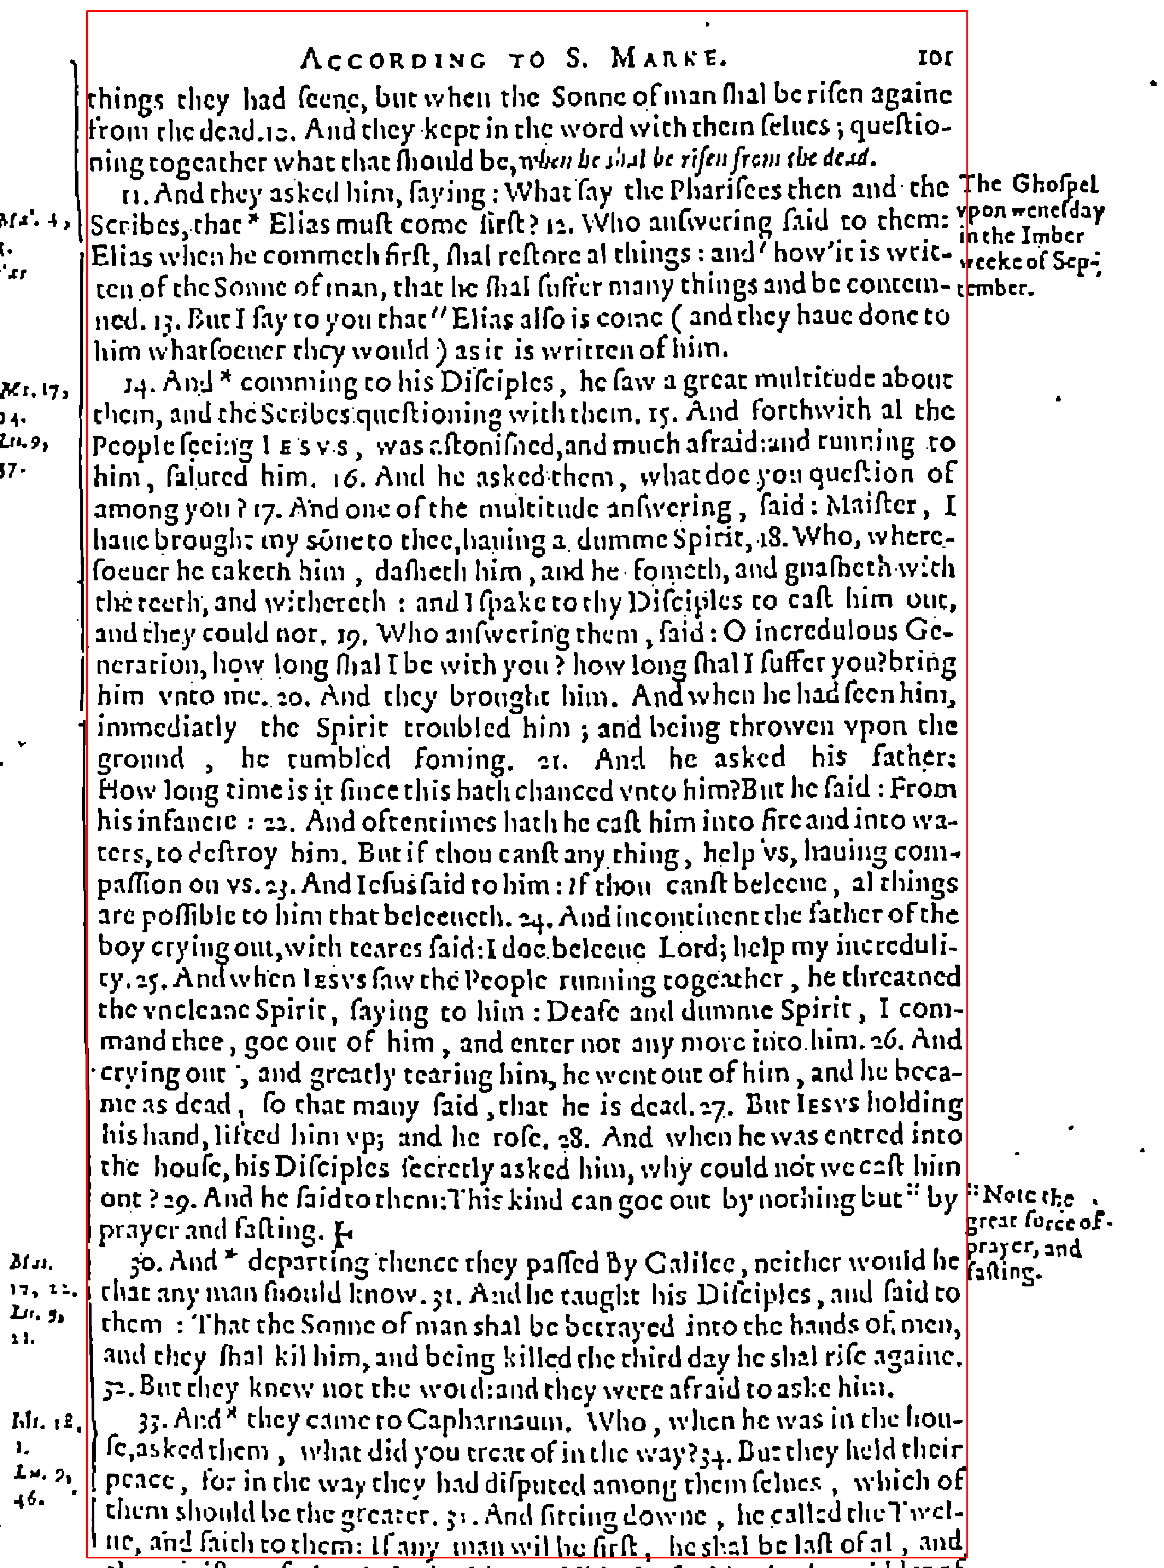 ACCORDING TO S. MARKE. 101
things they had ſeene, but when the Sonne of man ſhal be riſen againe
from the dead. 10. And they kept in the word with them ſelues; queſtio-
ning togeather what that ſhould be, when he shal be riſen from the dead.
11. And they asked him, ſaying: What ſay the Phariſees then and the
Scribes, that * Elias muſt come firſt? 12. Who anſwering ſaid to them:
Elias when he commeth firſt, ſhal reſtore al things: and ' how' it is writ-
ten of the Sonne of man, that he ſhal ſuffer many things and be contem-
ned. 13. But I ſay to you that " Elias alſo is come (and they haue done to
him whatſoeuer they would) as it is written of him.
14. And * comming to his Diſciples, he ſaw a great multitude about
them, and the Scribes queſtioning with them. 15. And forthwith al the
People ſeeing IESVS, was aſtoniſhed, and much afraid: and running to
him, ſaluted him. 16. And he asked them, what doe you queſtion of
among you? 17. And one of the multitude anſwering, ſaid: Maiſter, I
haue brought my sōne to thee, hauing a dumme Spirit, 18. Who, where-
ſoeuer he taketh him, daſheth him, and he fometh, and gnaſheth with
the teeth, and withereth: and I ſpake to thy Diſciples to caſt him out,
and they could not. 19. Who anſwering them, ſaid: O incredulous Ge-
neration, how long ſhal I be with you? how long ſhal I ſuffer you? bring
him vnto me. 20. And they brought him. And when he had ſeen him,
immediatly the Spirit troubled him; and being throwen vpon the
ground, he tumbled foming. 21. And he asked his father:
How long time is it ſince this hath chanced vnto him? But he ſaid: From
his infancie: 22. And oftentimes hath he caſt him into fire and into wa-
ters, to deſtroy him. But if thou canſt any thing, help vs, hauing com-
paſſion on vs. 23. And Ieſus ſaid to him: If thou canſt beleeue, al things
are poſſible to him that beleeueth. 24. And incontinent the father of the
boy crying out, with teares ſaid: I doe beleeue Lord; help my increduli-
ty. 25. And when IESVS ſaw the People running togeather, he threatned
the vncleane Spirit, ſaying to him: Deafe and dumme Spirit, I com-
mand thee, goe out of him, and enter not any more into him. 26. And
crying out, and greatly tearing him, he went out of him, and he beca-
me as dead, ſo that many ſaid, that he is dead. 27. But IESVS holding
his hand, lifted him vp; and he roſe. 28. And when he was entred into
the houſe, his Diſciples ſecretly asked him, why could not we caſt him
out? 29. And he ſaid to them: This kind can goe out by nothing but :: by
prayer and faſting.
30. And * departing thence they paſſed by Galilee, neither would he
that any man ſhould know. 31. And he taught his Diſciples, and ſaid to
them: That the Sonne of man shal be betrayed into the hands of men,
and they ſhal kil him, and being killed the third day he shal riſe againe.
32. But they knew not the word: and they were afraid to aske him.
33. And * they came to Capharnaum. Who, when he was in the hou-
ſe, asked them, what did you treat of in the way? 34. But they held their
peace, for in the way they had diſputed among them ſelues, which of
them should be the greater. 35. And ſitting downe, he called the Twel-
ue, and ſaith to them: If any man wil be firſt, he shal be laſt of al, and
The Ghoſpel
vpon weneſday
in the Imber
weeke of Sep-
tember.
:: Note the
great force of
prayer, and
faſting.
4,
Mt. 17,
14.
Lu. 9,
37.
Mat.
17, 22.
Lu. 9,
22.
Mt. 18,
1.
Lu. 9,
46.